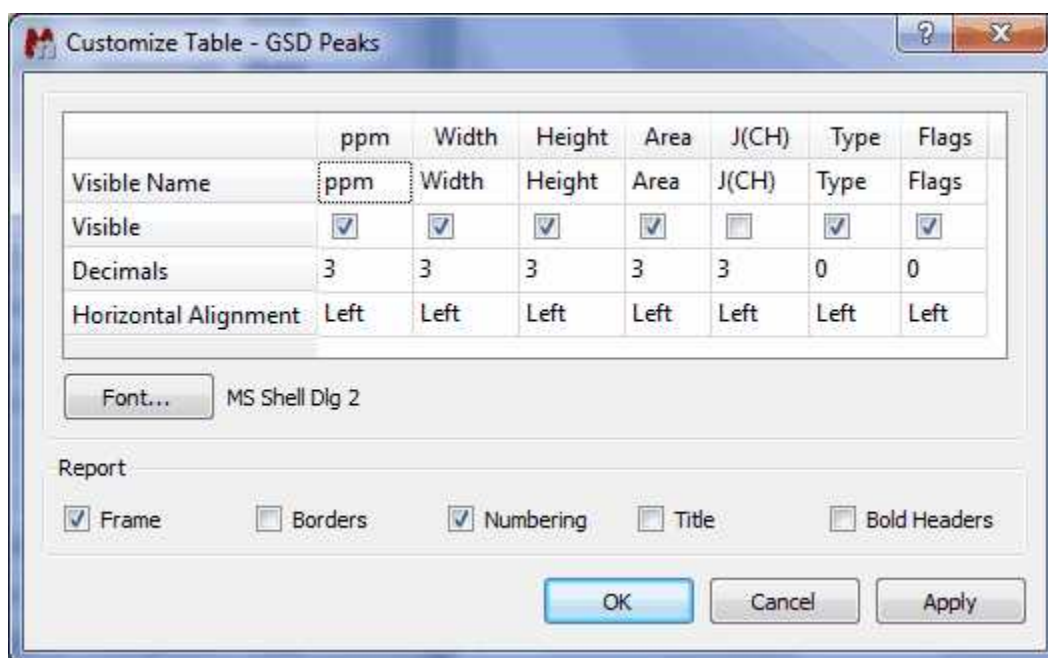 Customize Table - GSD Peaks
ppm Width Height Area J(CH) Type Flags
Visible Name ppm Width Height Area J(CH) Type Flags
Visible
Decimals 3 3 3 3 3 0 0
Horizontal Alignment Left Left Left Left Left Left Left
Font... MS Shell Dlg 2
Report
Frame Borders Numbering Title Bold Headers
OK Cancel Apply